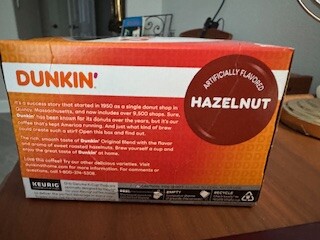 DUNKIN'
ARTIFICIALLY FLAVORED
HAZELNUT
It's a success story that started in 1950 as a single donut shop in
Quincy, Massachusetts, and now includes over 9,500 shops. Sure,
Dunkin' has been known for its donuts over the years, but it's our
coffee that's kept America running. And just what kind of brew
could create such a stir? Open this box and find out.
The rich, smooth taste of Dunkin' Original Blend with the flavor
and aroma of sweet roasted hazelnuts. Brew yourself a cup and
enjoy the great taste of Dunkin' at home.
Love this coffee? Try our other delicious varieties. Visit
dunkinathome.com for more information. For comments or
questions, call 1-800-374-5308.
KEURIG
PEEL
EMPTY
RECYCLE